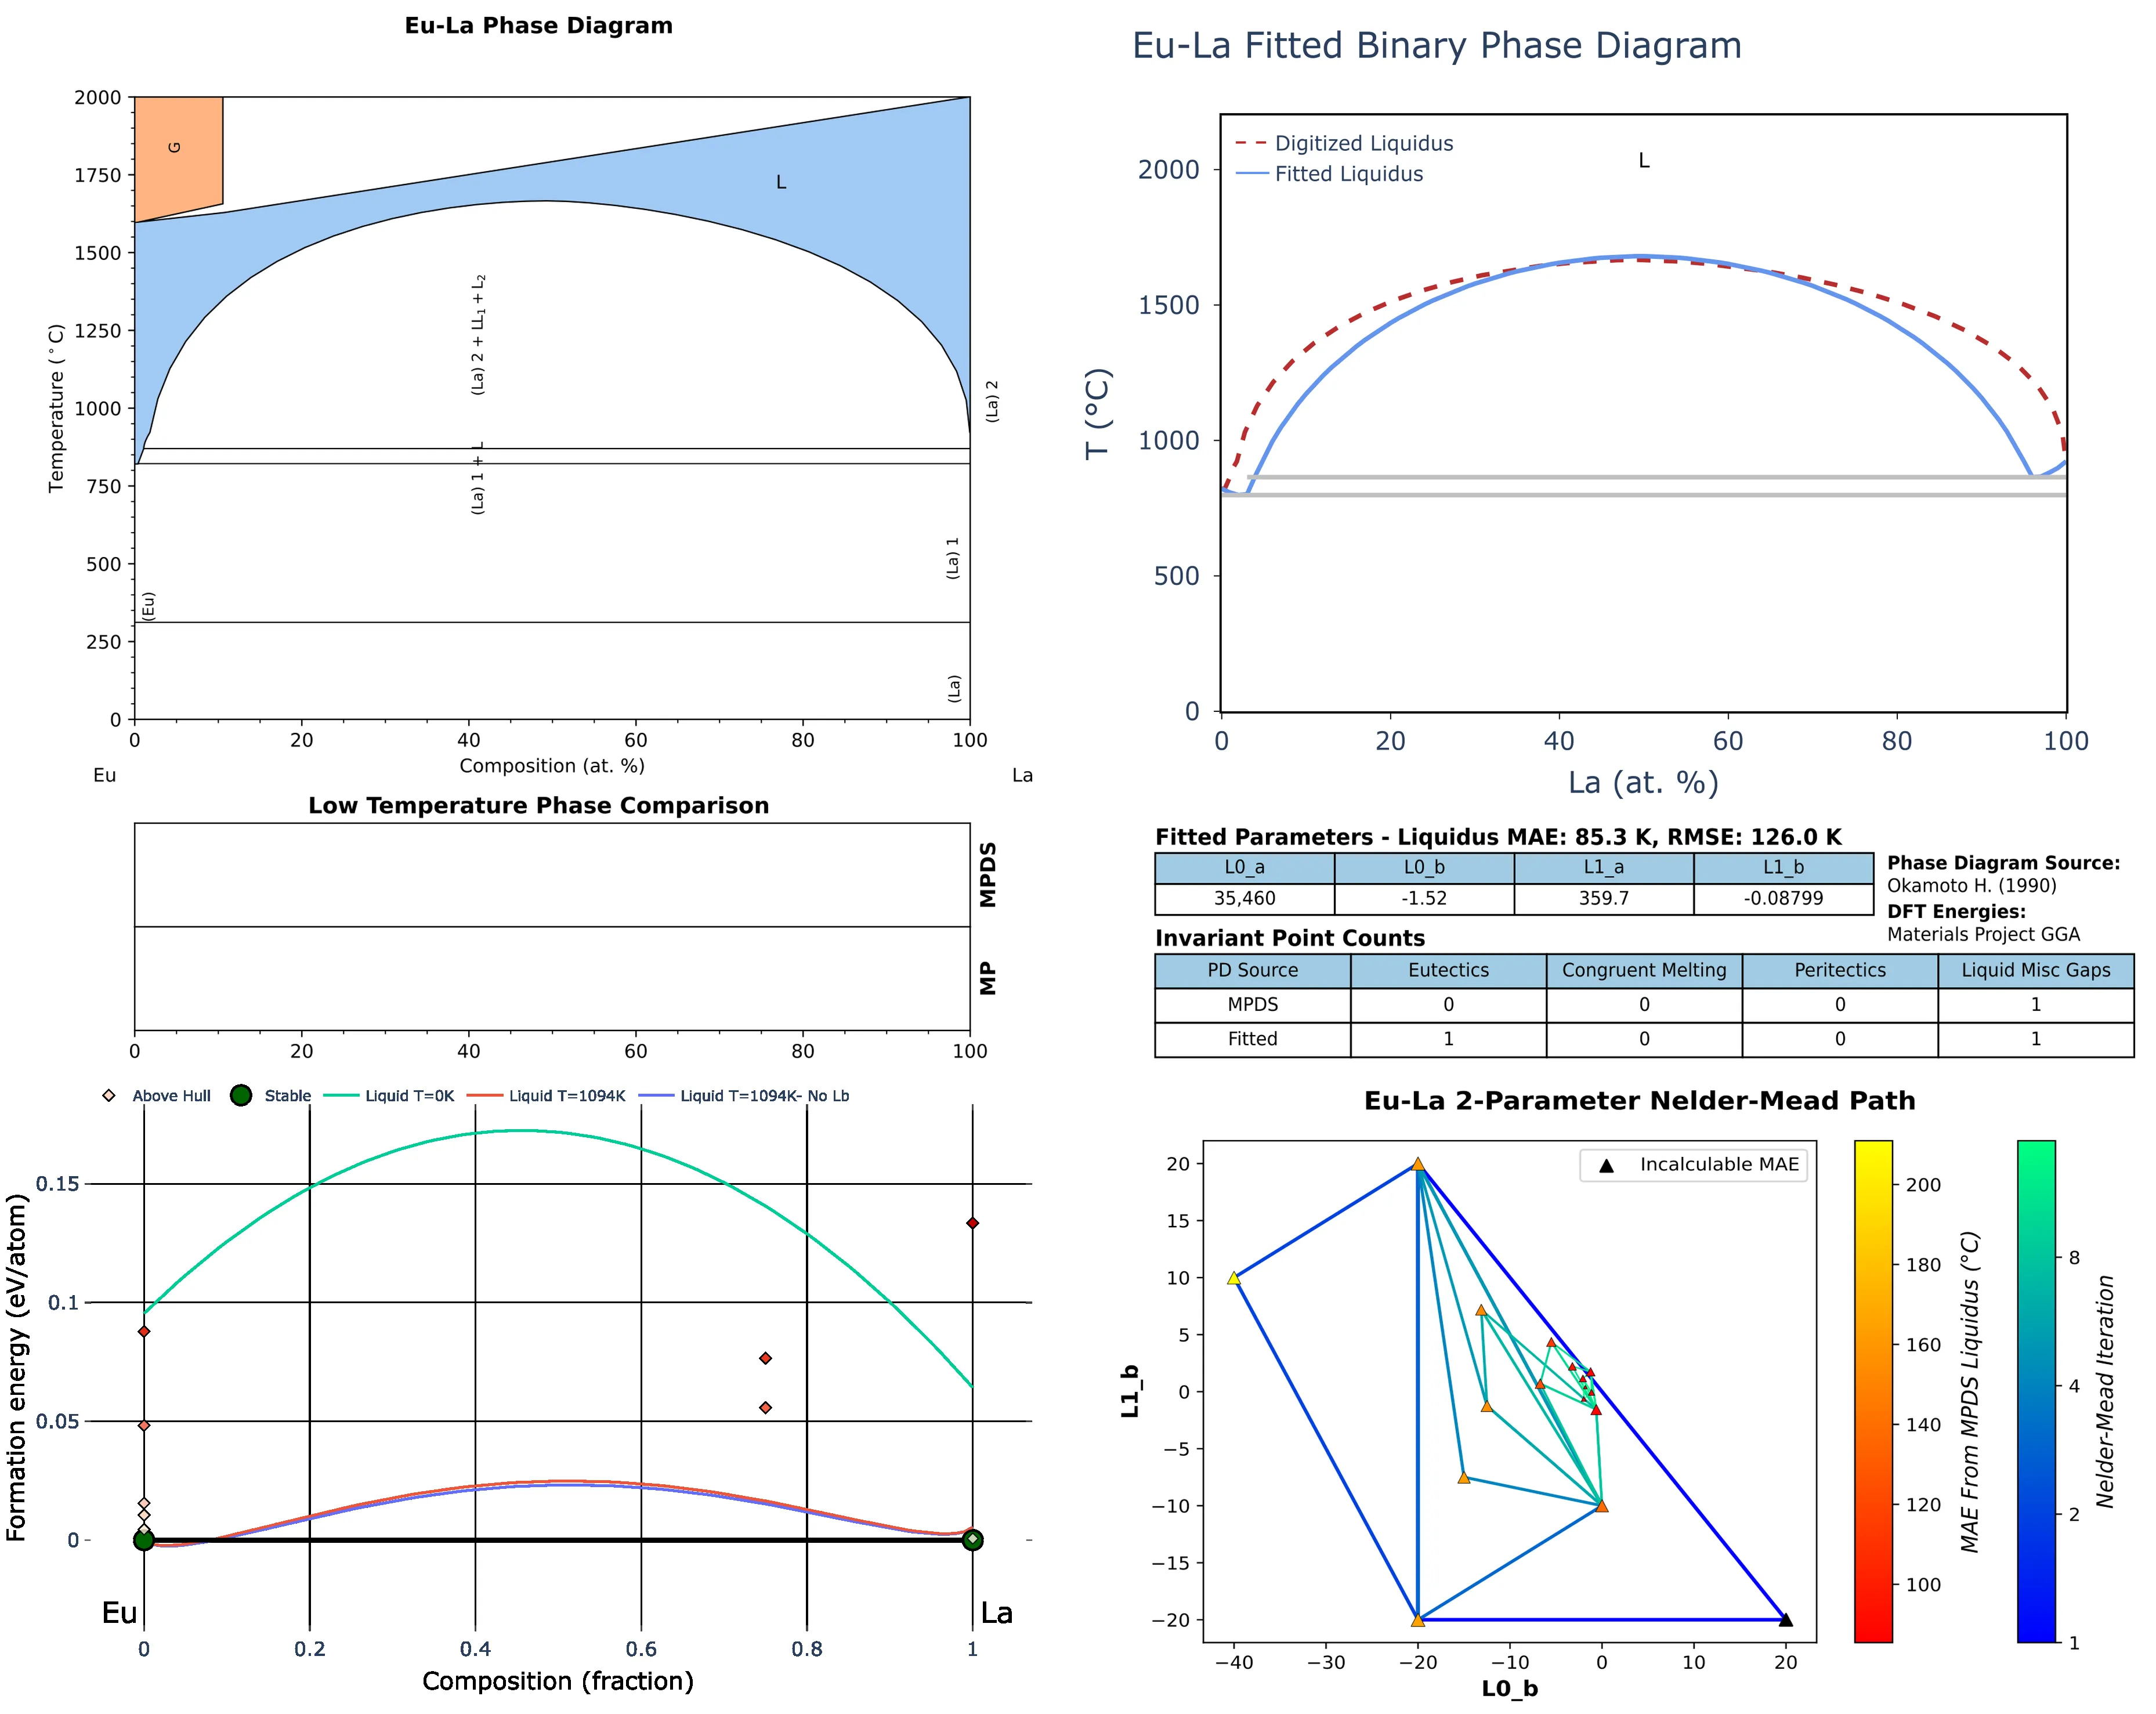 Eu-La Phase Diagram
2000
1750
1500
1250
1000
750
500
250
0
Temperature (°C)
G
L
(La) 2 + LL1 + L2
(La) 1 + L
(La) 2
(La) 1
(Eu)
(La)
0 20 40 60 80 100
Composition (at. %)
Eu La
Eu-La Fitted Binary Phase Diagram
Digitized Liquidus
Fitted Liquidus
L
2000
1500
1000
500
0
T (°C)
0 20 40 60 80 100
La (at. %)
Low Temperature Phase Comparison
MPDS
MP
0 20 40 60 80 100
Fitted Parameters - Liquidus MAE: 85.3 K, RMSE: 126.0 K
L0_a L0_b L1_a L1_b
35,460 -1.52 359.7 -0.08799
Phase Diagram Source:
Okamoto H. (1990)
DFT Energies:
Materials Project GGA
Invariant Point Counts
PD Source Eutectics Congruent Melting Peritectics Liquid Misc Gaps
MPDS 0 0 0 1
Fitted 1 0 0 1
Above Hull Stable Liquid T=0K Liquid T=1094K Liquid T=1094K- No Lb
0.15
0.1
0.05
0
Formation energy (eV/atom)
Eu La
0 0.2 0.4 0.6 0.8 1
Composition (fraction)
Eu-La 2-Parameter Nelder-Mead Path
Incalculable MAE
20
15
10
5
0
−5
−10
−15
−20
L1_b
−40 −30 −20 −10 0 10 20
L0_b
200
180
160
140
120
100
MAE From MPDS Liquidus (°C)
8
4
2
1
Nelder-Mead Iteration